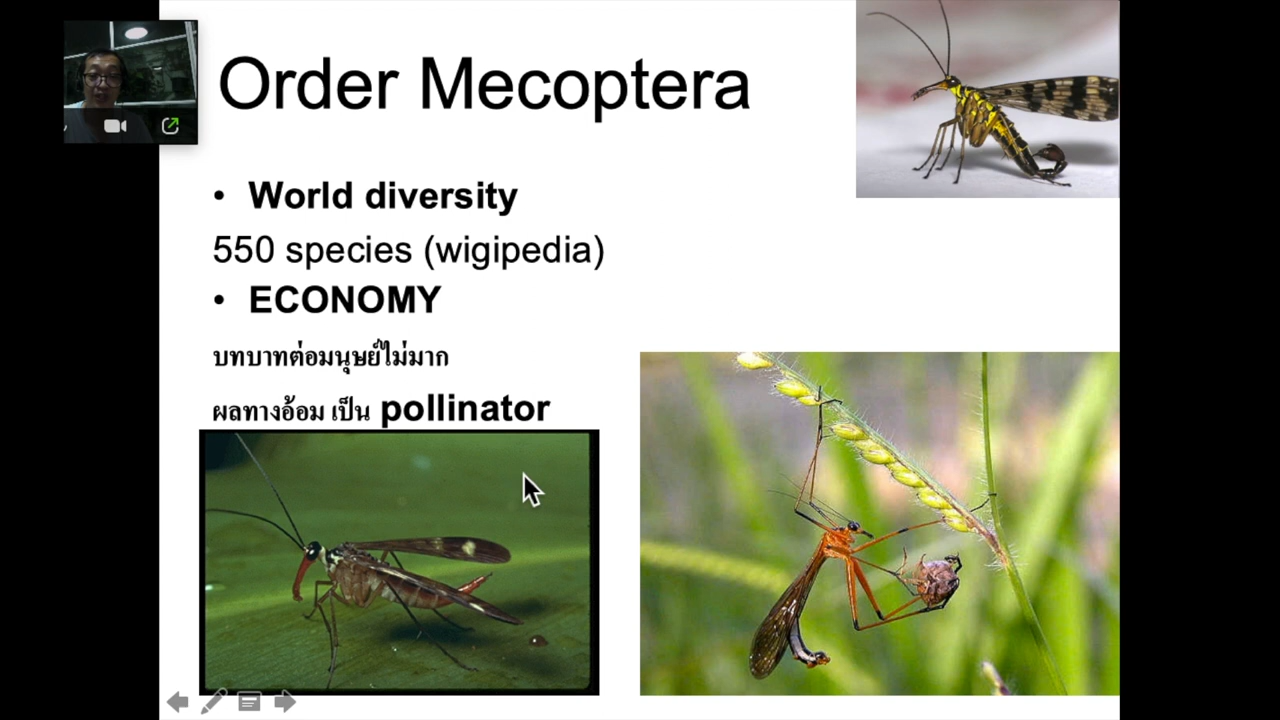 Order Mecoptera
• World diversity
550 species (wigipedia)
• ECONOMY
บทบาทต่อมนุษย์ไม่มาก
ผลทางอ้อม เป็น pollinator